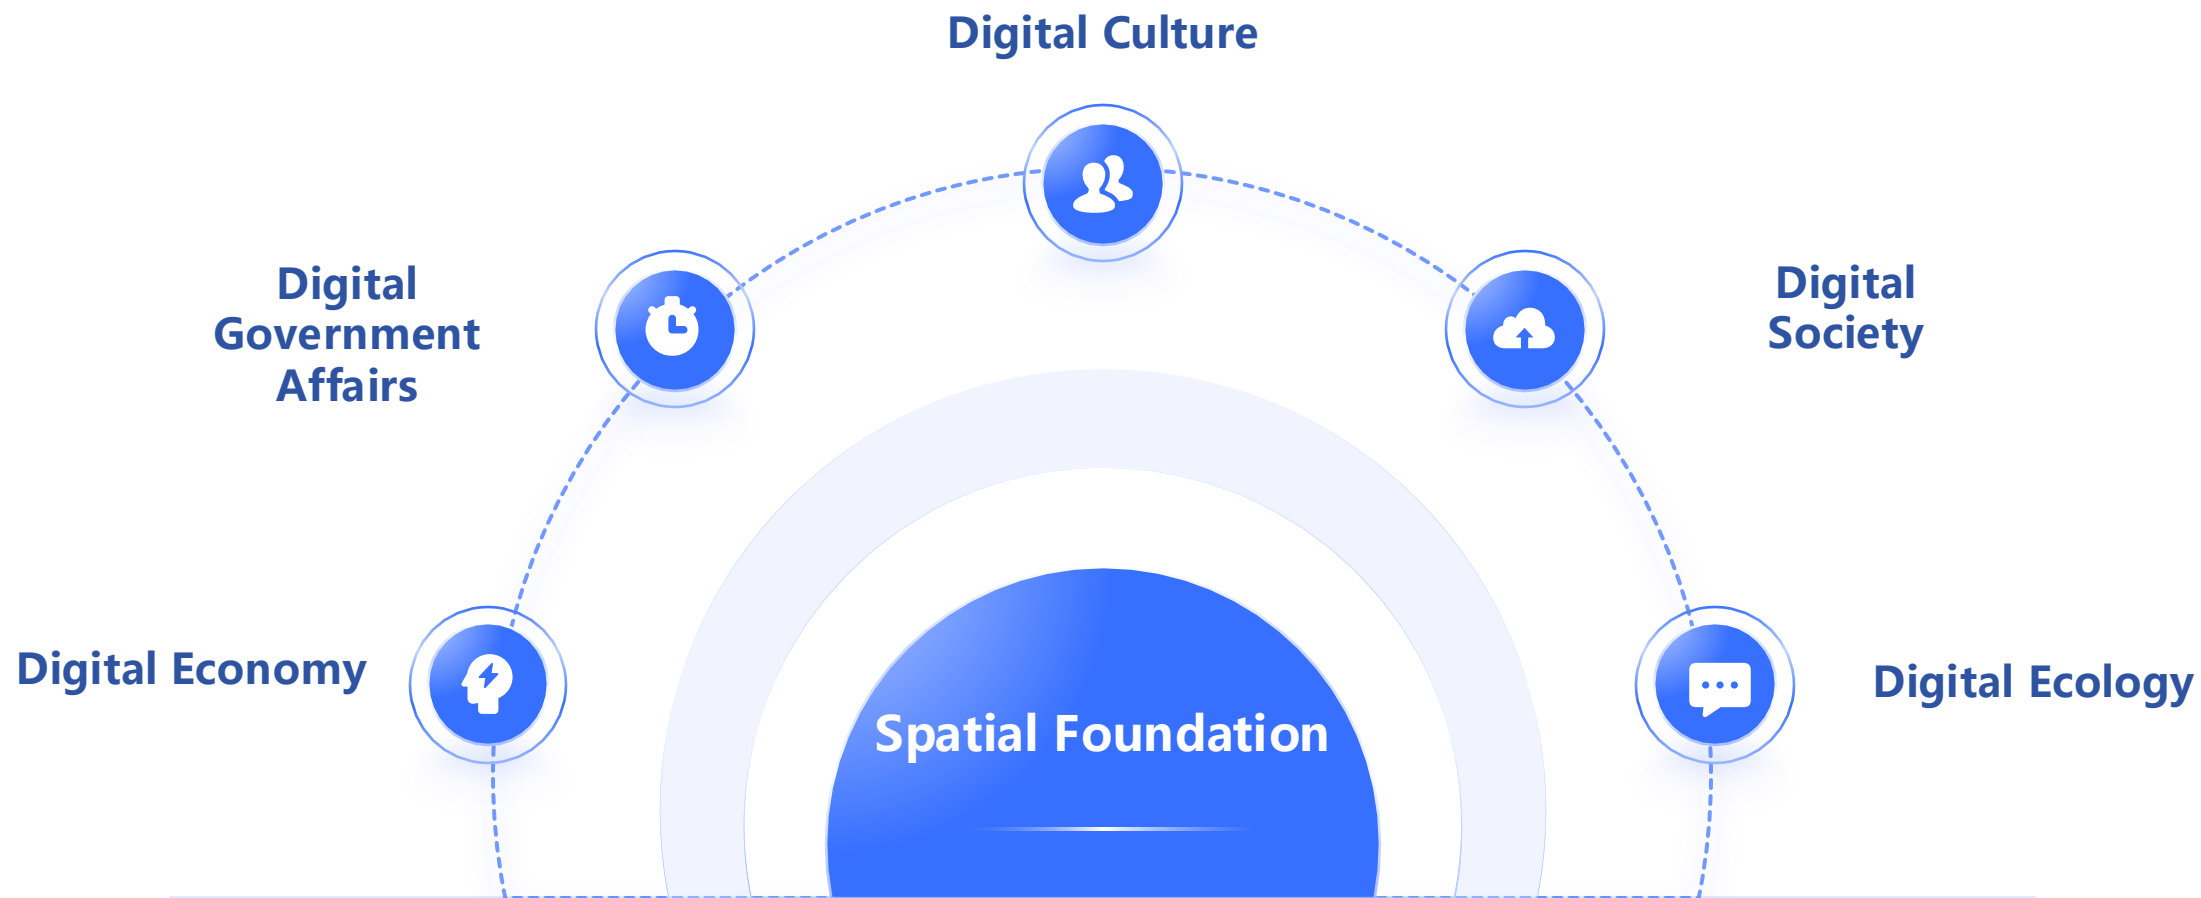 Digital Culture
Digital
Government
Affairs
Digital
Society
Digital Economy
Digital Ecology
Spatial Foundation